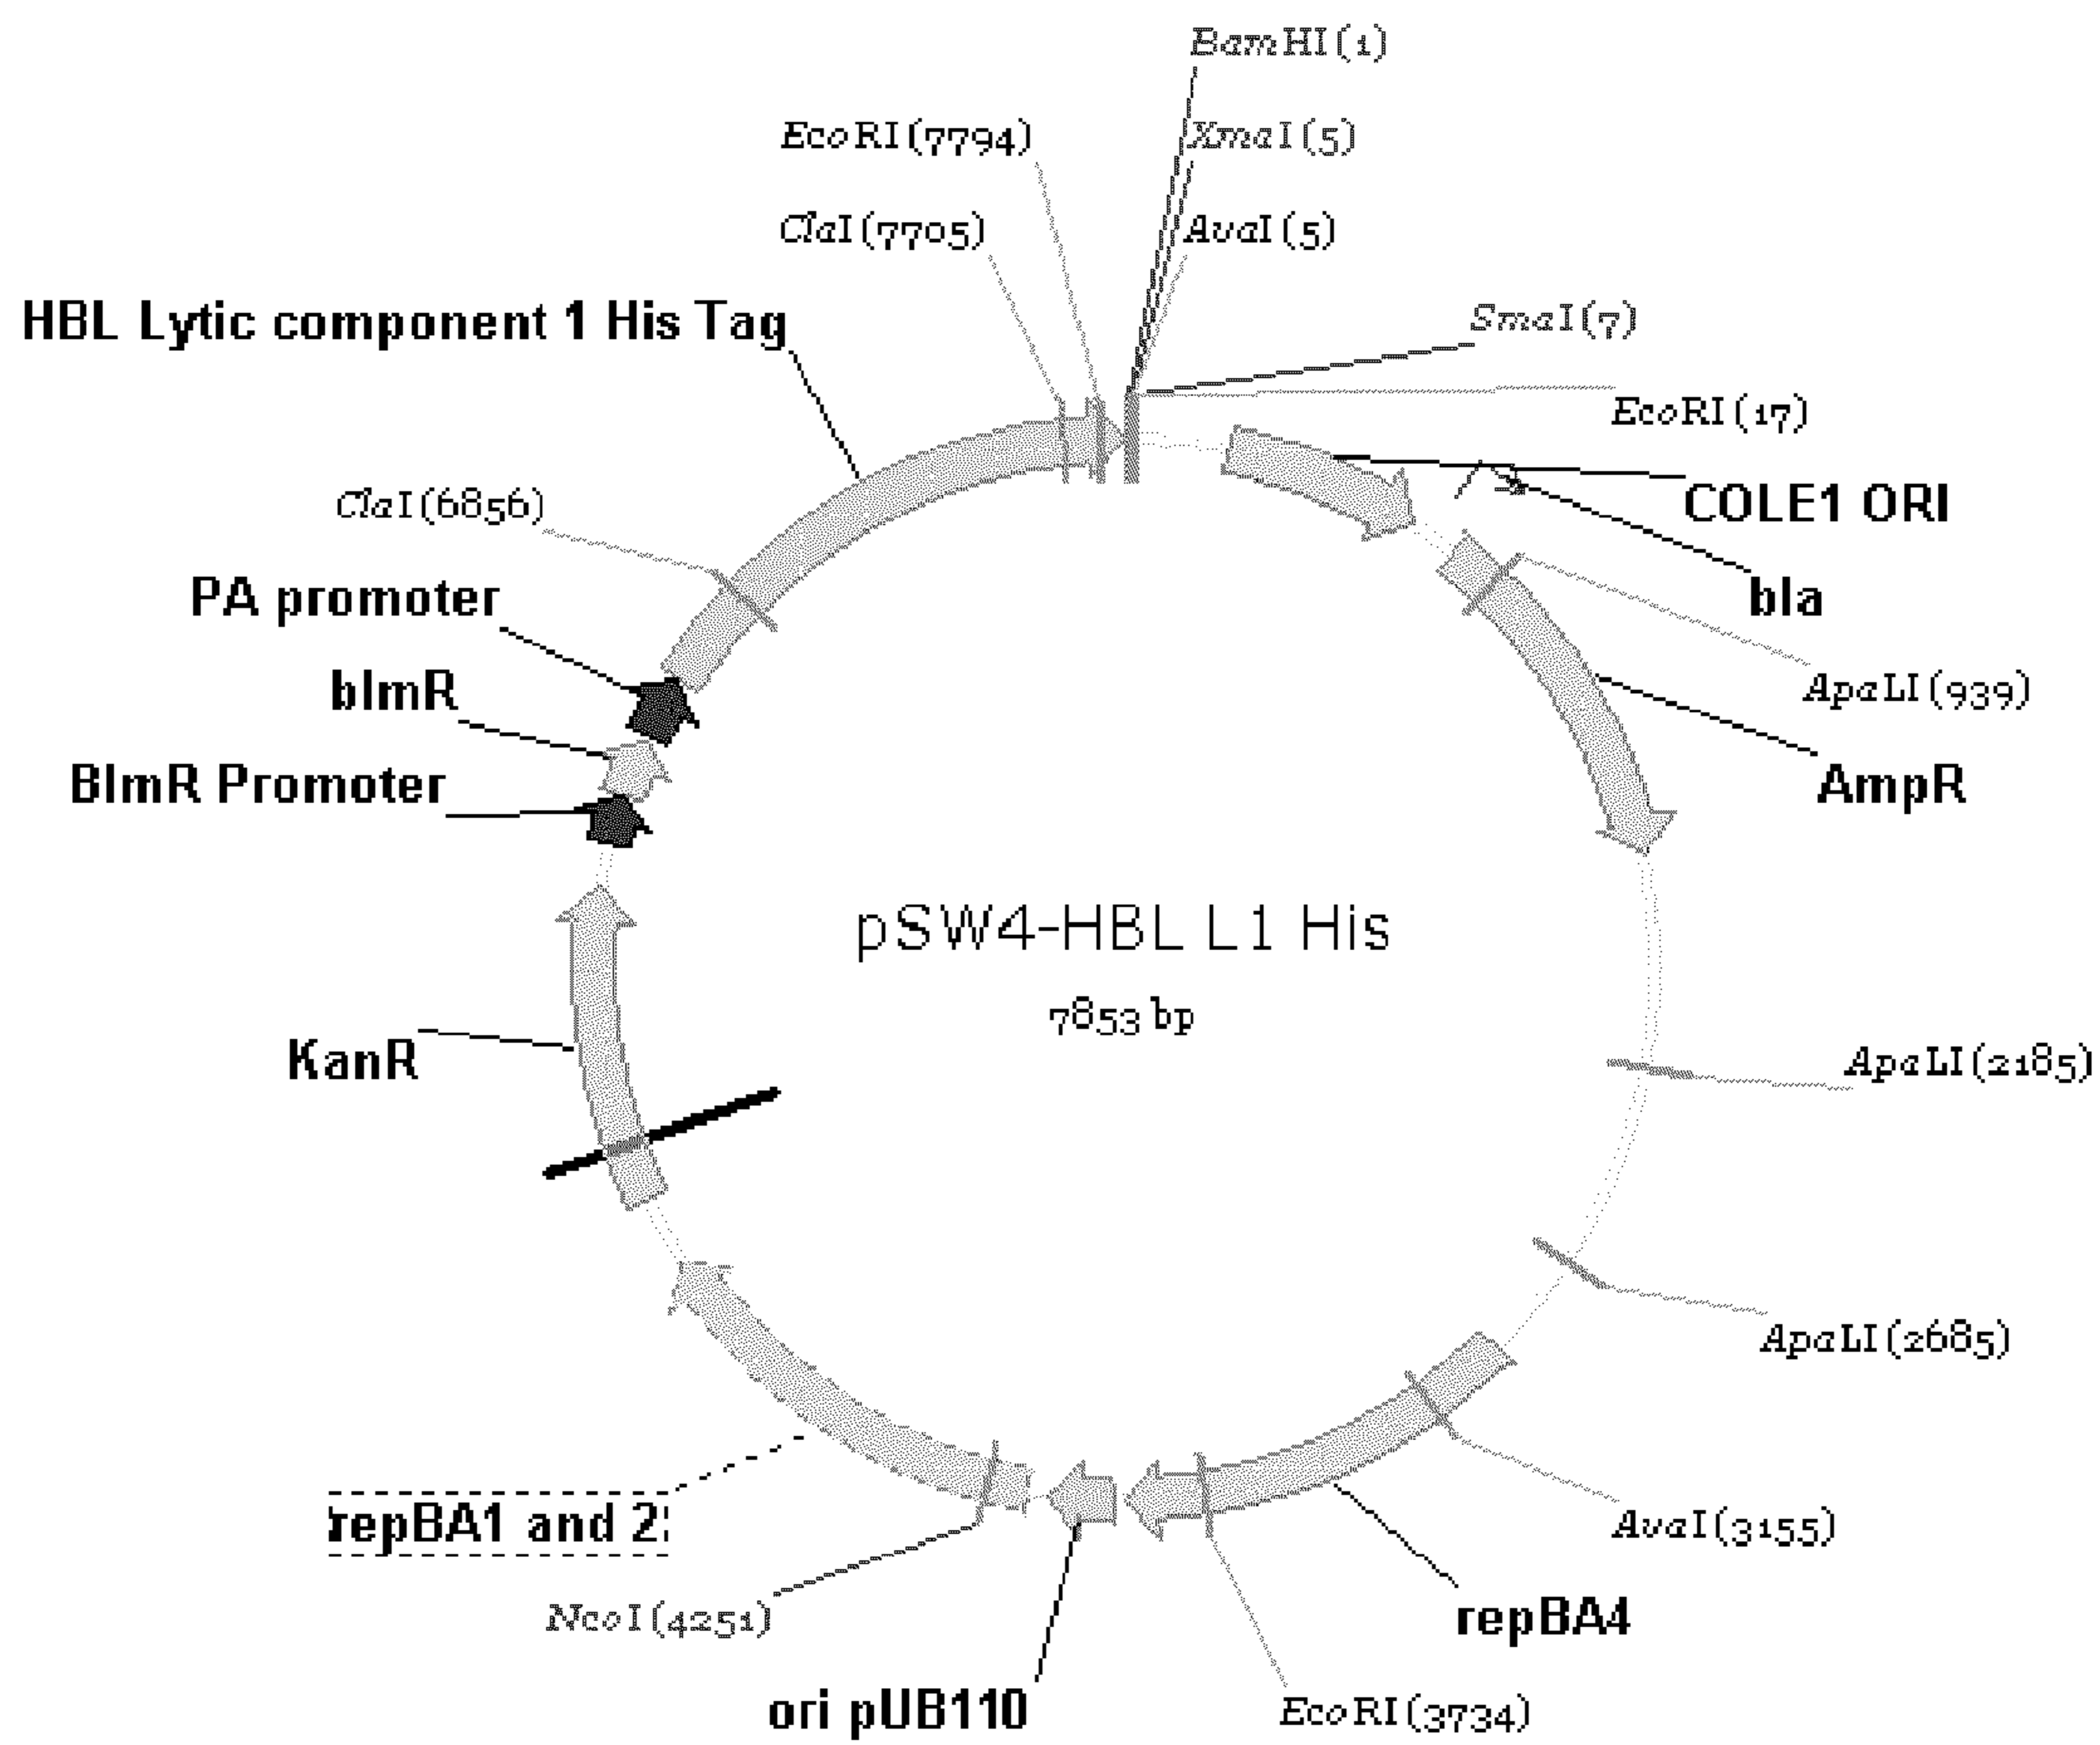 BamHI(1)
EcoRI(7794)
XmaI(5)
ClaI(7705)
AvaI(5)
HBL Lytic component 1 His Tag
SmaI(7)
EcoRI(17)
ClaI(6856)
COLE1 ORI
PA promoter
bla
blmR
ApaLI(939)
BlmR Promoter
AmpR
pSW4-HBL L1 His
7853 bp
KanR
ApaLI(2185)
ApaLI(2685)
repBA1 and 2
AvaI(3155)
NcoI(4251)
repBA4
ori pUB110
EcoRI(3734)